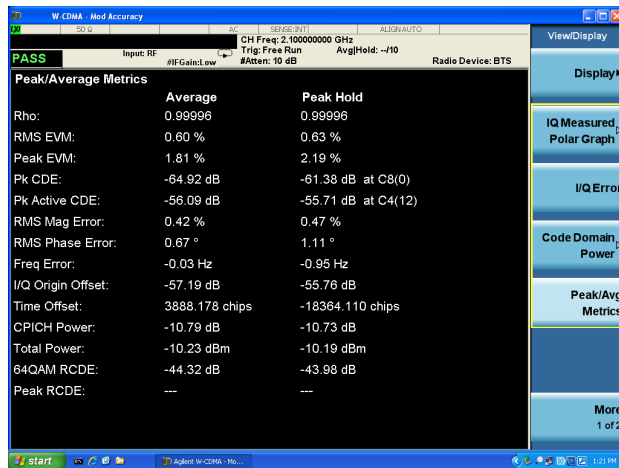 W-CDMA - Mod Accuracy
50 Ω AC SENSE:INT ALIGN AUTO
CH Freq: 2.100000000 GHz
Input: RF Trig: Free Run Avg|Hold: --/10
PASS #IFGain:Low #Atten: 10 dB Radio Device: BTS
Peak/Average Metrics
Average Peak Hold
Rho: 0.99996 0.99996
RMS EVM: 0.60 % 0.63 %
Peak EVM: 1.81 % 2.19 %
Pk CDE: -64.92 dB -61.38 dB at C8(0)
Pk Active CDE: -56.09 dB -55.71 dB at C4(12)
RMS Mag Error: 0.42 % 0.47 %
RMS Phase Error: 0.67 ° 1.11 °
Freq Error: -0.03 Hz -0.95 Hz
I/Q Origin Offset: -57.19 dB -55.76 dB
Time Offset: 3888.178 chips -18364.110 chips
CPICH Power: -10.79 dB -10.73 dB
Total Power: -10.23 dBm -10.19 dBm
64QAM RCDE: -44.32 dB -43.98 dB
Peak RCDE: --- ---
View/Display
Display
IQ Measured
Polar Graph
I/Q Error
Code Domain
Power
Peak/Avg
Metrics
More
1 of 2
start Agilent W-CDMA - Mo... 1:21 PM